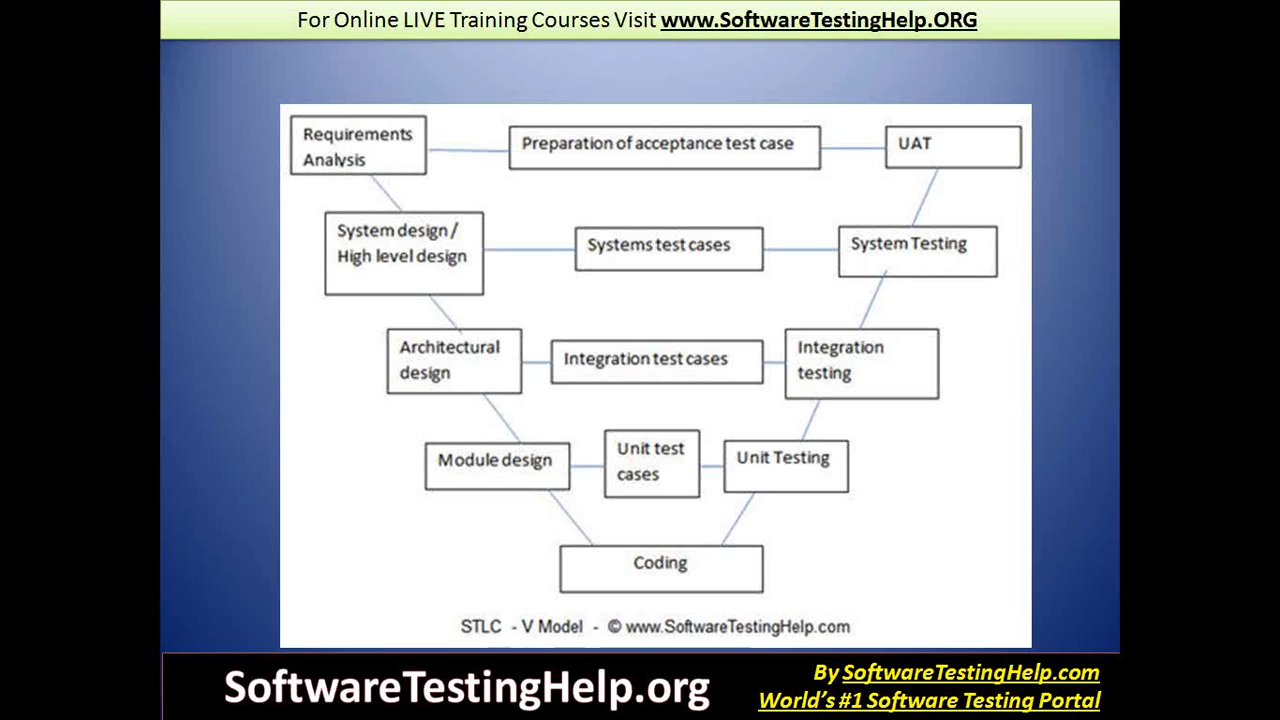 For Online LIVE Training Courses Visit www.SoftwareTestingHelp.ORG
Requirements
Analysis
Preparation of acceptance test case
UAT
System design /
High level design
Systems test cases
System Testing
Architectural
design
Integration test cases
Integration
testing
Module design
Unit test
cases
Unit Testing
Coding
STLC - V Model - © www.SoftwareTestingHelp.com
SoftwareTestingHelp.org
By SoftwareTestingHelp.com
World's #1 Software Testing Portal